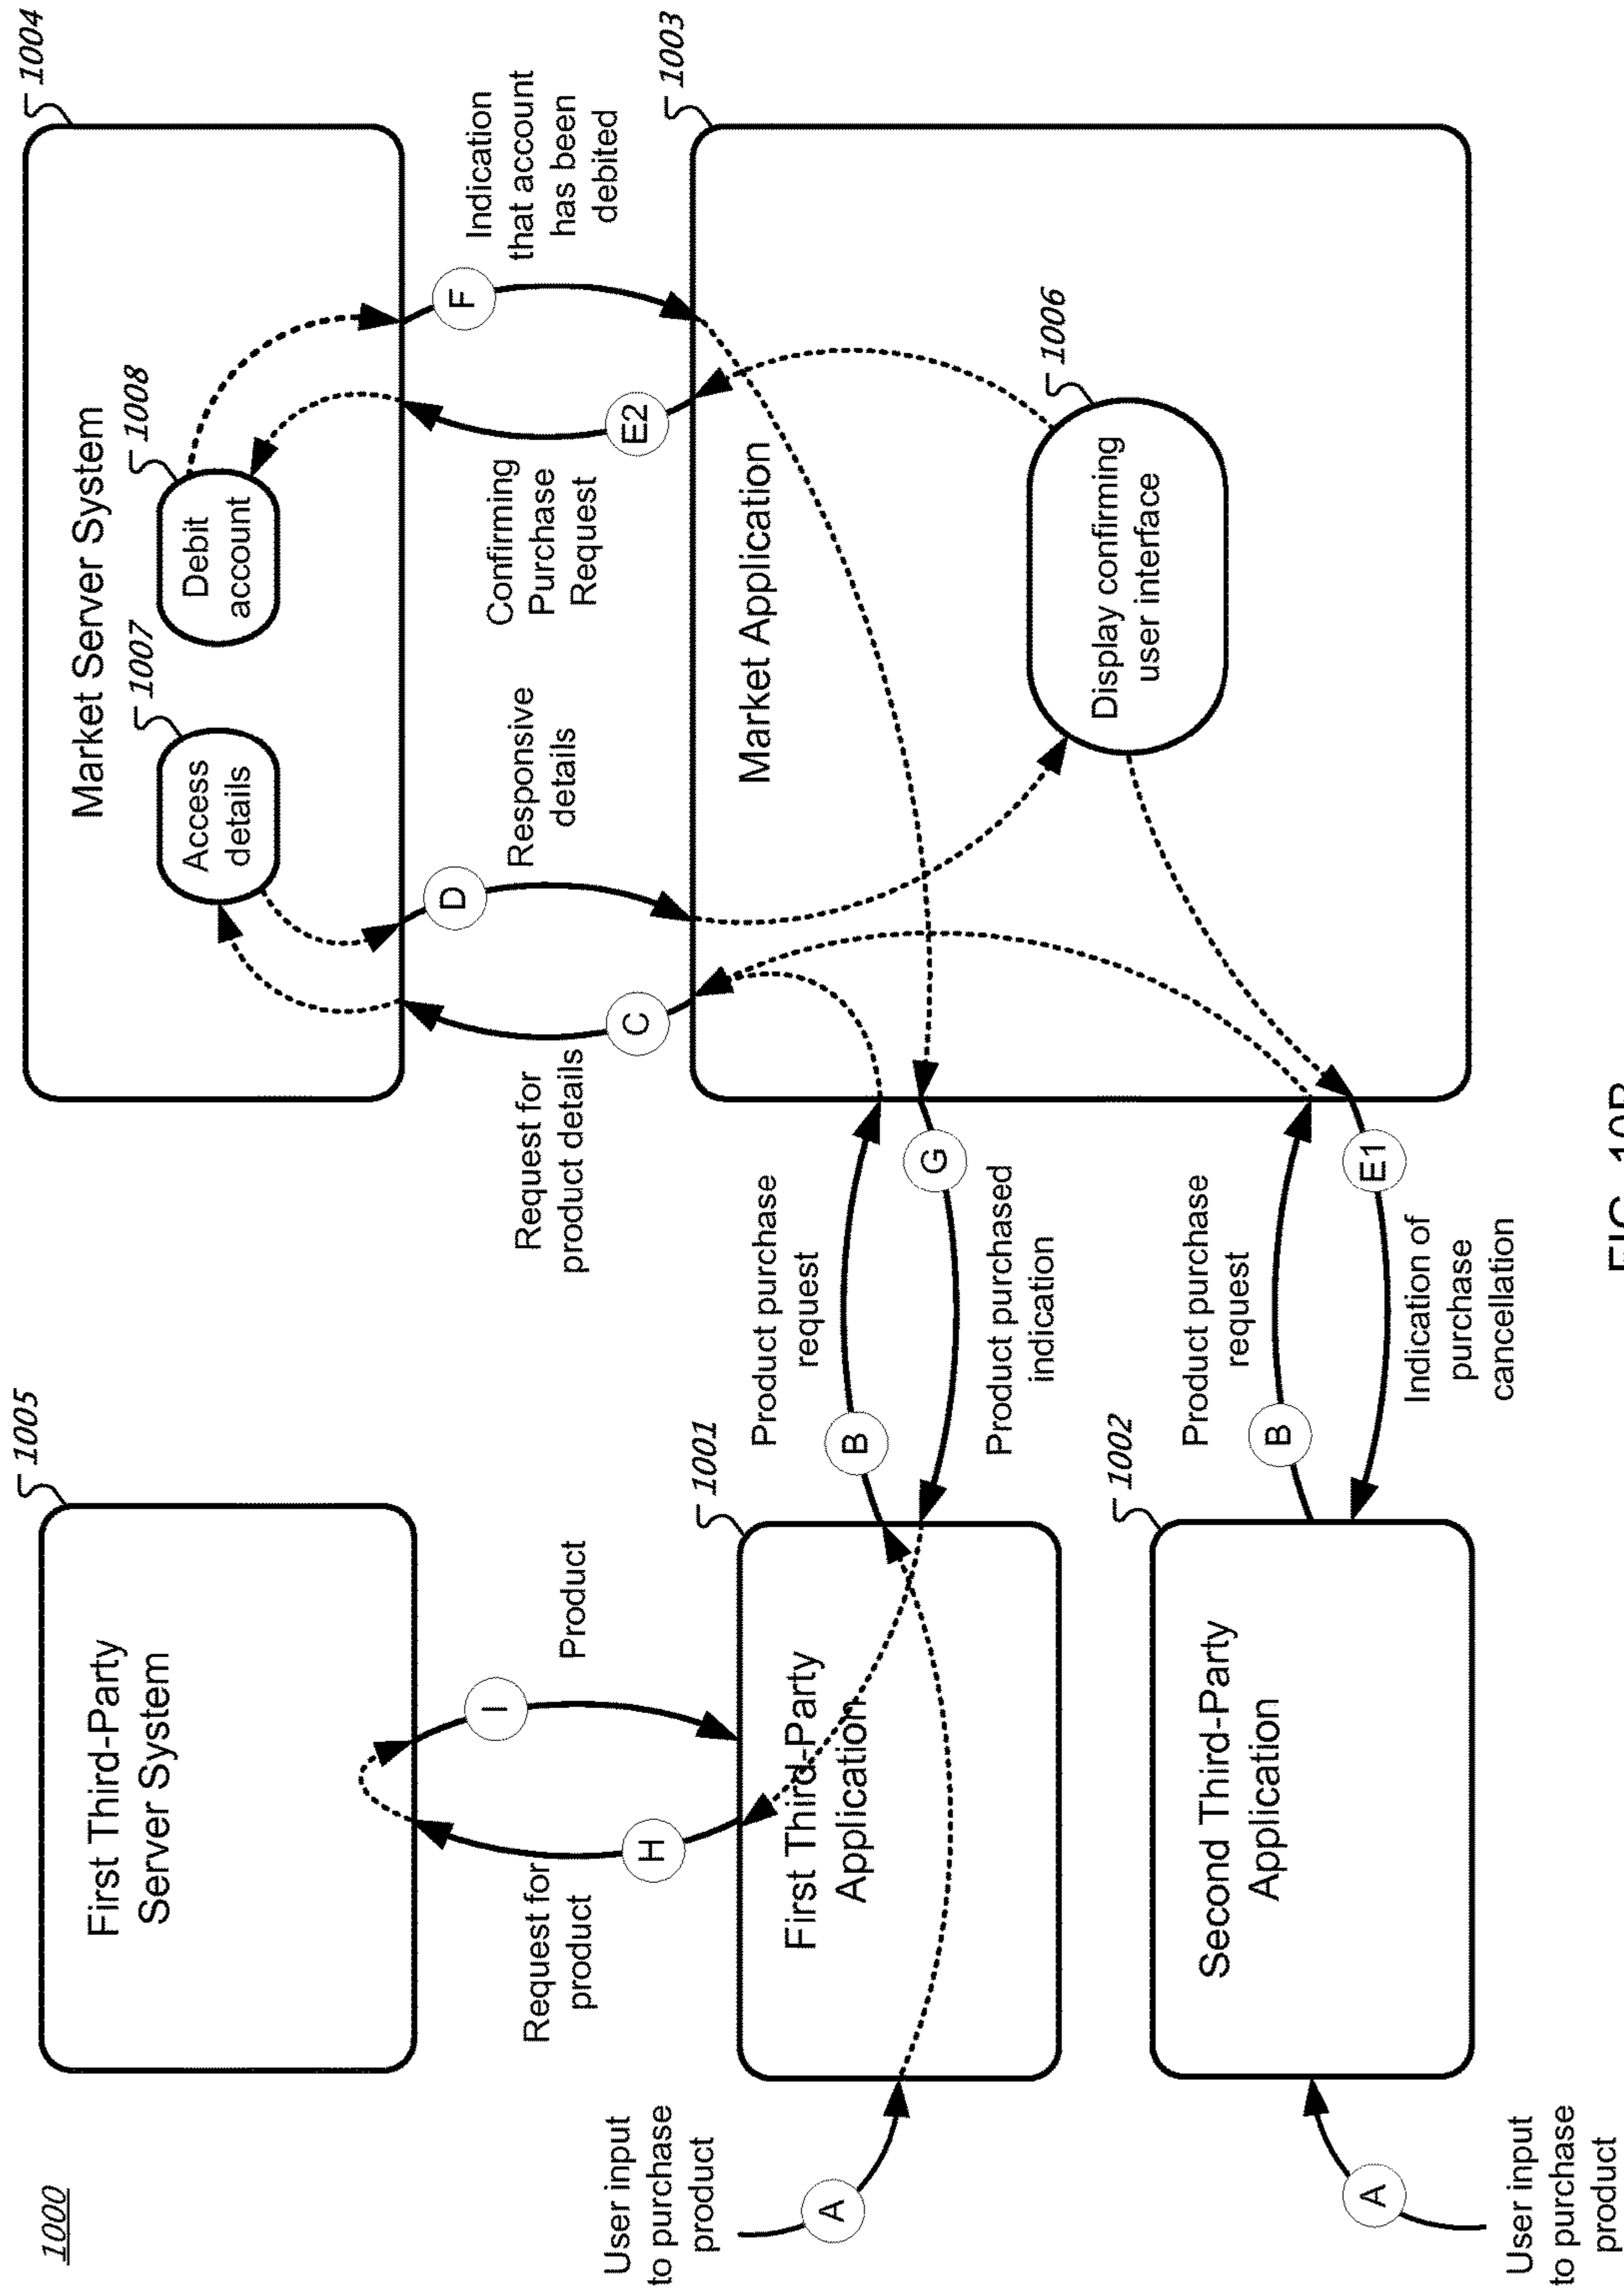 1000
First Third-Party
Server System
1005
Market Server System
1004
Access
details
1007
Debit
account
1008
Request for
product
H
I
Product
Request for
product details
C
D
Responsive
details
Confirming
Purchase
Request
E2
F
Indication
that account
has been
debited
User input
to purchase
product
A
First Third-Party
Application
1001
Product purchase
request
B
G
Product purchased
indication
Market Application
1003
Display confirming
user interface
1006
User input
to purchase
product
A
Second Third-Party
Application
1002
Product purchase
request
B
E1
Indication of
purchase
cancellation